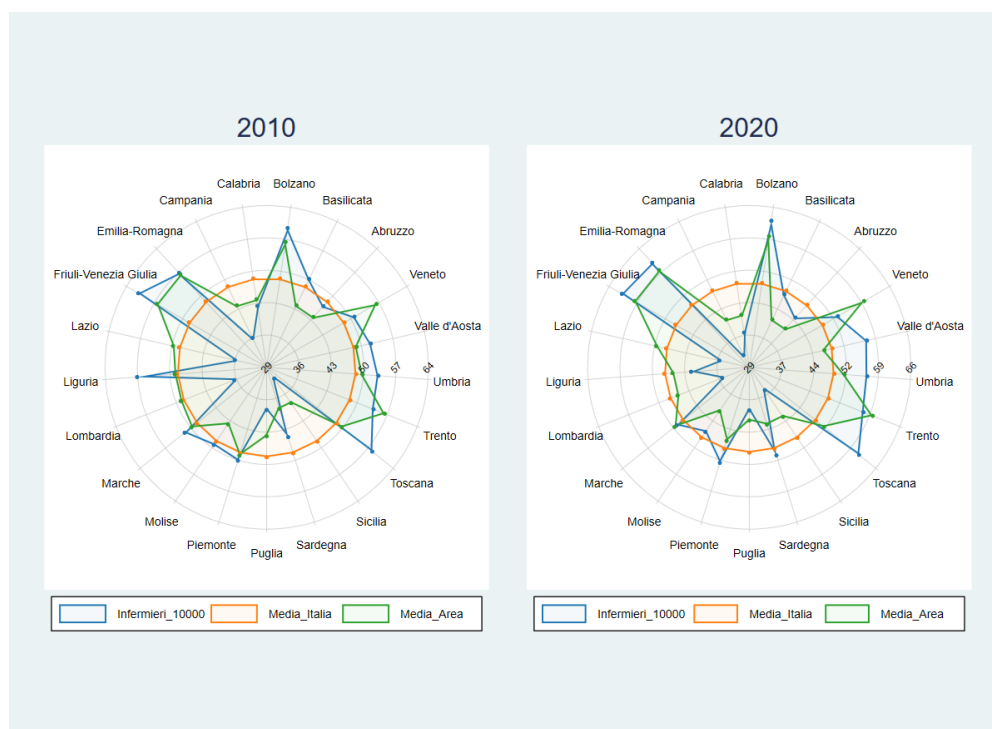 2010
Calabria
Bolzano
Campania
Basilicata
Emilia-Romagna
Abruzzo
Friuli-Venezia Giulia
Veneto
Lazio
Valle d'Aosta
29 36 43 50 57 64
Liguria
Umbria
Lombardia
Trento
Marche
Toscana
Molise
Sicilia
Piemonte
Puglia
Sardegna
Infermieri_10000 Media_Italia Media_Area
2020
Calabria
Bolzano
Campania
Basilicata
Emilia-Romagna
Abruzzo
Friuli-Venezia Giulia
Veneto
Lazio
Valle d'Aosta
29 37 44 52 59 66
Liguria
Umbria
Lombardia
Trento
Marche
Toscana
Molise
Sicilia
Piemonte
Puglia
Sardegna
Infermieri_10000 Media_Italia Media_Area